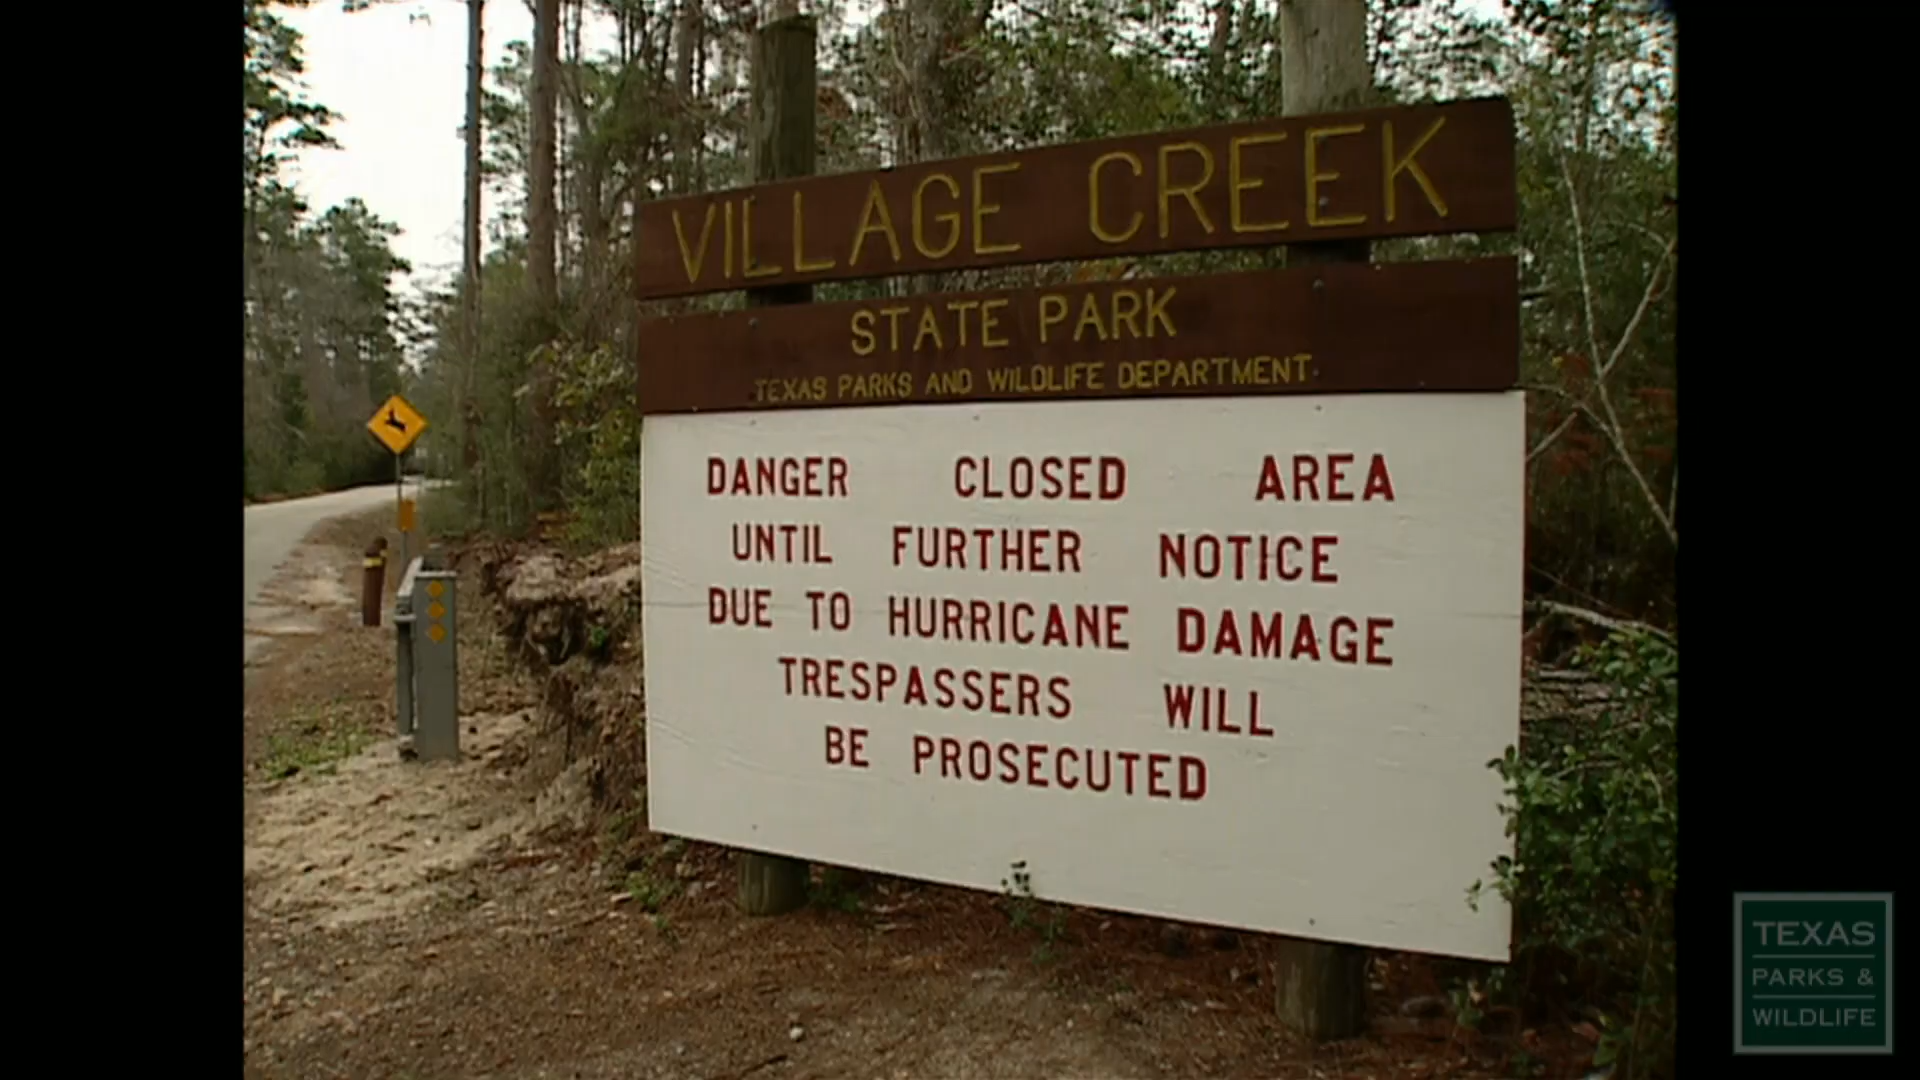 VILLAGE CREEK
STATE PARK
TEXAS PARKS AND WILDLIFE DEPARTMENT
DANGER CLOSED AREA
UNTIL FURTHER NOTICE
DUE TO HURRICANE DAMAGE
TRESPASSERS WILL
BE PROSECUTED
TEXAS
PARKS &
WILDLIFE